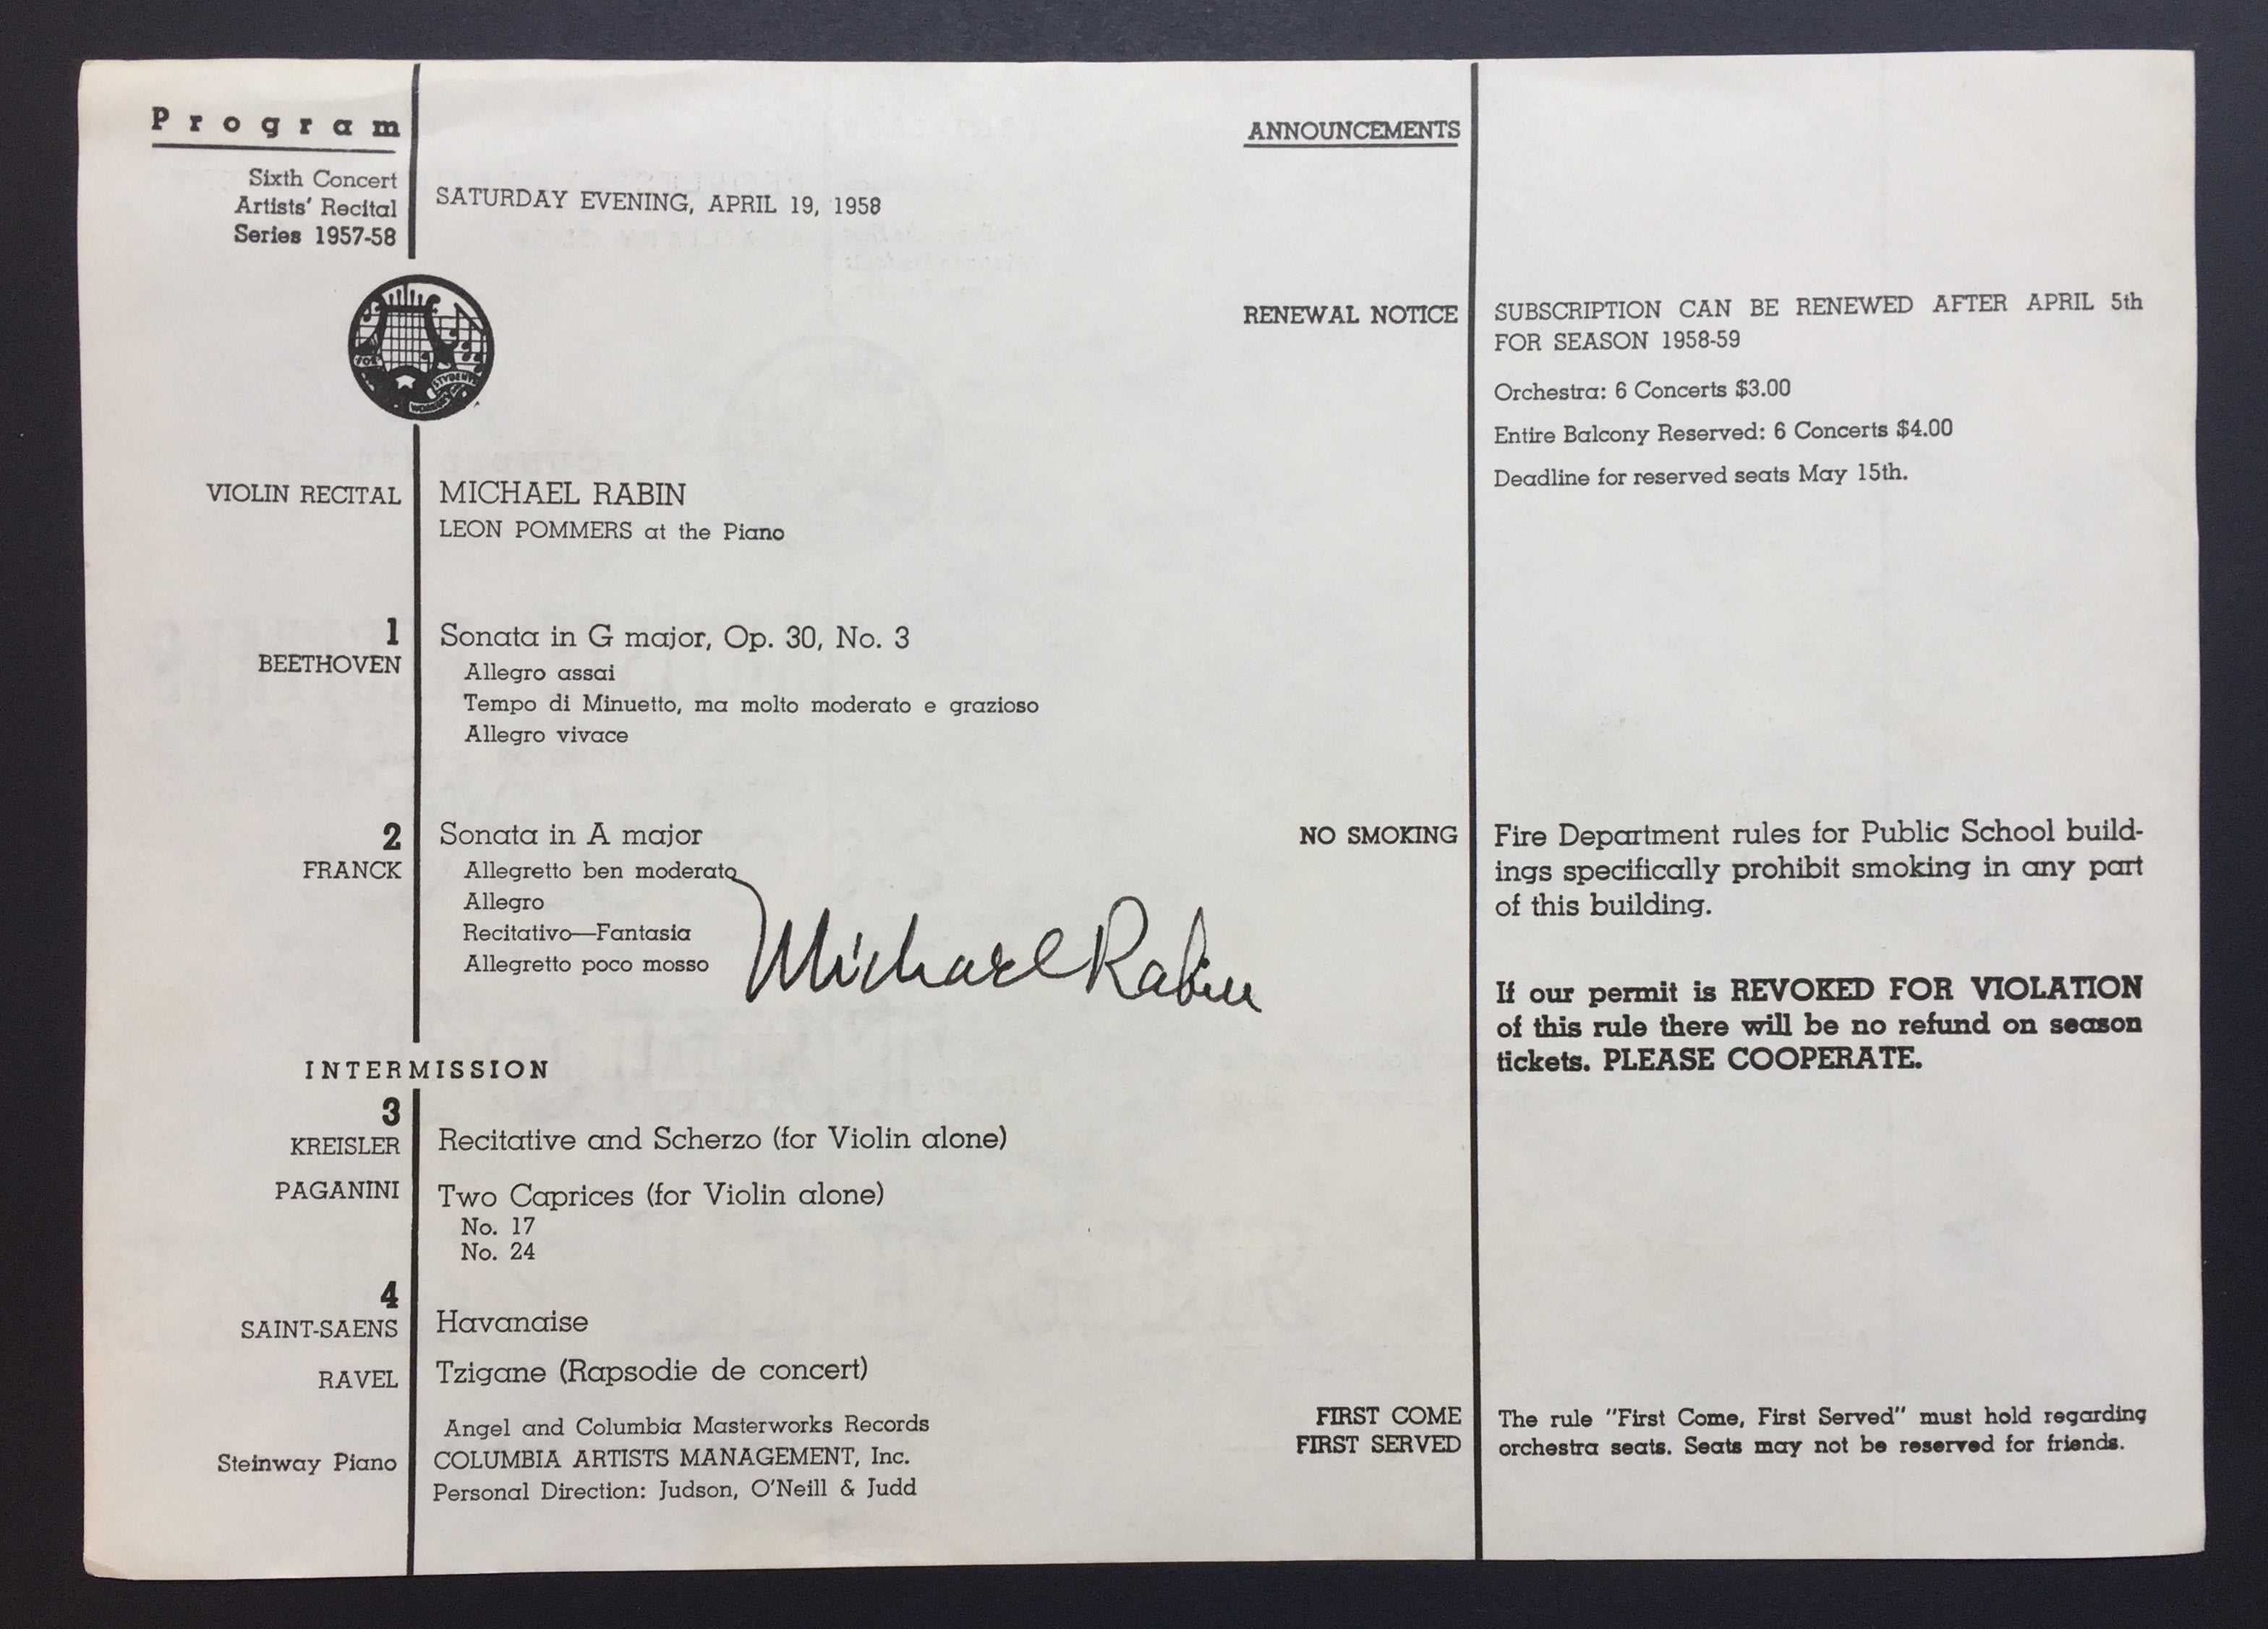 Program
Sixth Concert
Artists' Recital
Series 1957-58
SATURDAY EVENING, APRIL 19, 1958
FOR
STUDENTS
WORKERS
VIOLIN RECITAL
MICHAEL RABIN
LEON POMMERS at the Piano
1
BEETHOVEN
Sonata in G major, Op. 30, No. 3
Allegro assai
Tempo di Minuetto, ma molto moderato e grazioso
Allegro vivace
2
FRANCK
Sonata in A major
Allegretto ben moderato
Allegro
Recitativo—Fantasia
Allegretto poco mosso
Michael Rabin
INTERMISSION
3
KREISLER
Recitative and Scherzo (for Violin alone)
PAGANINI
Two Caprices (for Violin alone)
No. 17
No. 24
4
SAINT-SAENS
Havanaise
RAVEL
Tzigane (Rapsodie de concert)
Angel and Columbia Masterworks Records
Steinway Piano
COLUMBIA ARTISTS MANAGEMENT, Inc.
Personal Direction: Judson, O'Neill & Judd
ANNOUNCEMENTS
RENEWAL NOTICE
SUBSCRIPTION CAN BE RENEWED AFTER APRIL 5th
FOR SEASON 1958-59
Orchestra: 6 Concerts $3.00
Entire Balcony Reserved: 6 Concerts $4.00
Deadline for reserved seats May 15th.
NO SMOKING
Fire Department rules for Public School build-
ings specifically prohibit smoking in any part
of this building.
If our permit is REVOKED FOR VIOLATION
of this rule there will be no refund on season
tickets. PLEASE COOPERATE.
FIRST COME
FIRST SERVED
The rule "First Come, First Served" must hold regarding
orchestra seats. Seats may not be reserved for friends.